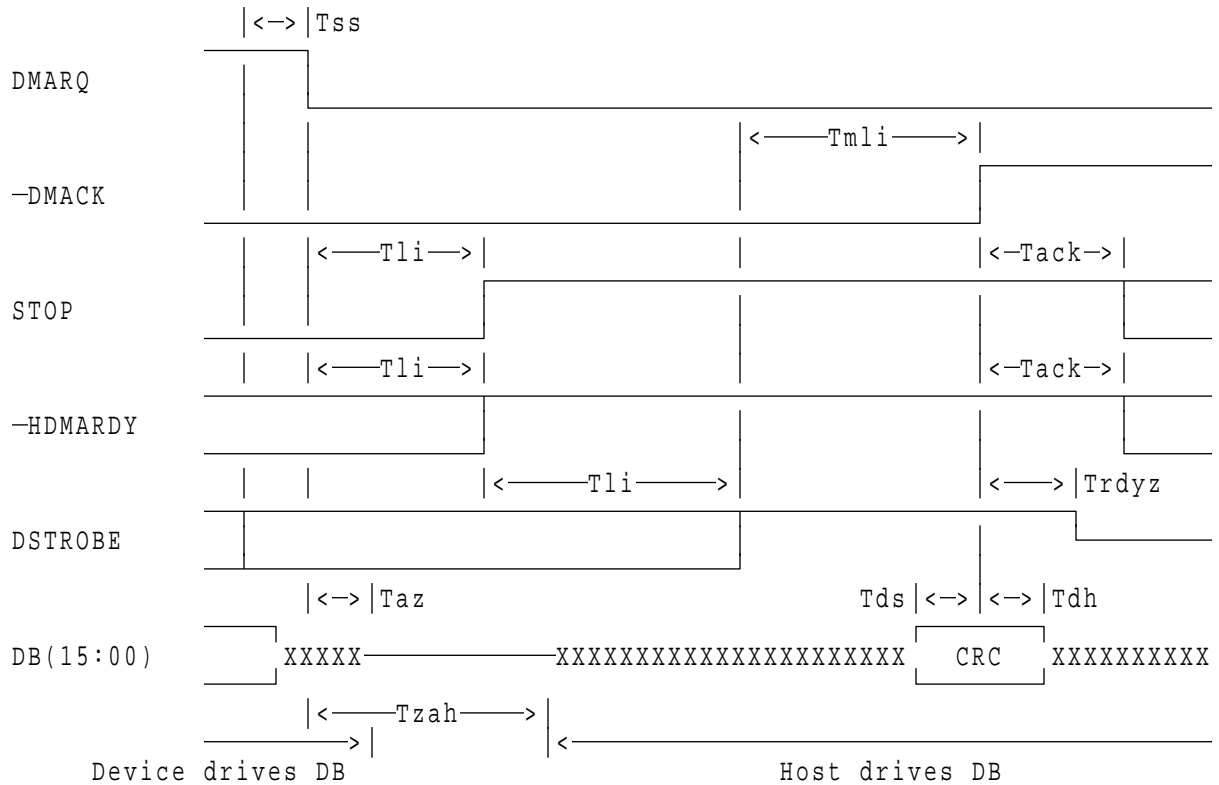 |<—>|Tss
DMARQ
|<———Tmli———>|
—DMACK
|<———Tli——>| |<—Tack—>|
STOP
|<———Tli——>| |<—Tack—>|
—HDMARDY
|<————Tli————>| |<——>|Trdyz
DSTROBE
|<—>|Taz Tds|<—>|<—>|Tdh
DB(15:00) XXXXX————————XXXXXXXXXXXXXXXXXXXXXX CRC XXXXXXXXXX
|<———Tzah———>|
————————>| |<————————
Device drives DB Host drives DB